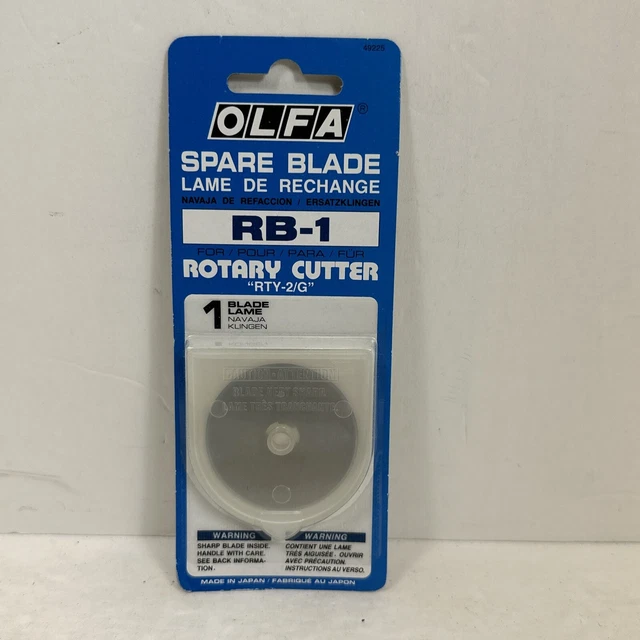 49225
OLFA®
SPARE BLADE
LAME DE RECHANGE
NAVAJA DE REFACCION / ERSATZKLINGEN
RB-1
FOR / POUR / PARA / FÜR
ROTARY CUTTER
"RTY-2/G"
1 BLADE
LAME
NAVAJA
KLINGEN
WARNING
SHARP BLADE INSIDE.
HANDLE WITH CARE.
SEE BACK INFORMA-
TION.
WARNING
CONTIENT UNE LAME
TRÈS AIGUISEE. OUVRIR
AVEC PRÉCAUTION.
INSTRUCTIONS AU VERSO.
MADE IN JAPAN / FABRIQUÉ AU JAPON